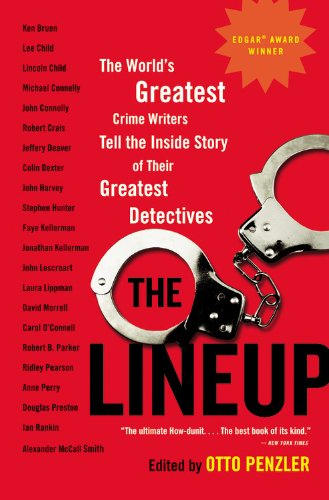 Ken Bruen
Lee Child
Lincoln Child
Michael Connelly
John Connolly
Robert Crais
Jeffery Deaver
Colin Dexter
John Harvey
Stephen Hunter
Faye Kellerman
Jonathan Kellerman
John Lescroart
Laura Lippman
David Morrell
Carol O'Connell
Robert B. Parker
Ridley Pearson
Anne Perry
Douglas Preston
Ian Rankin
Alexander McCall Smith
EDGAR® AWARD
WINNER
The World's
Greatest
Crime Writers
Tell the Inside Story
of Their
Greatest
Detectives
THE
LINEUP
"The ultimate How-dunit. . . . The best book of its kind."
— NEW YORK TIMES
Edited by OTTO PENZLER